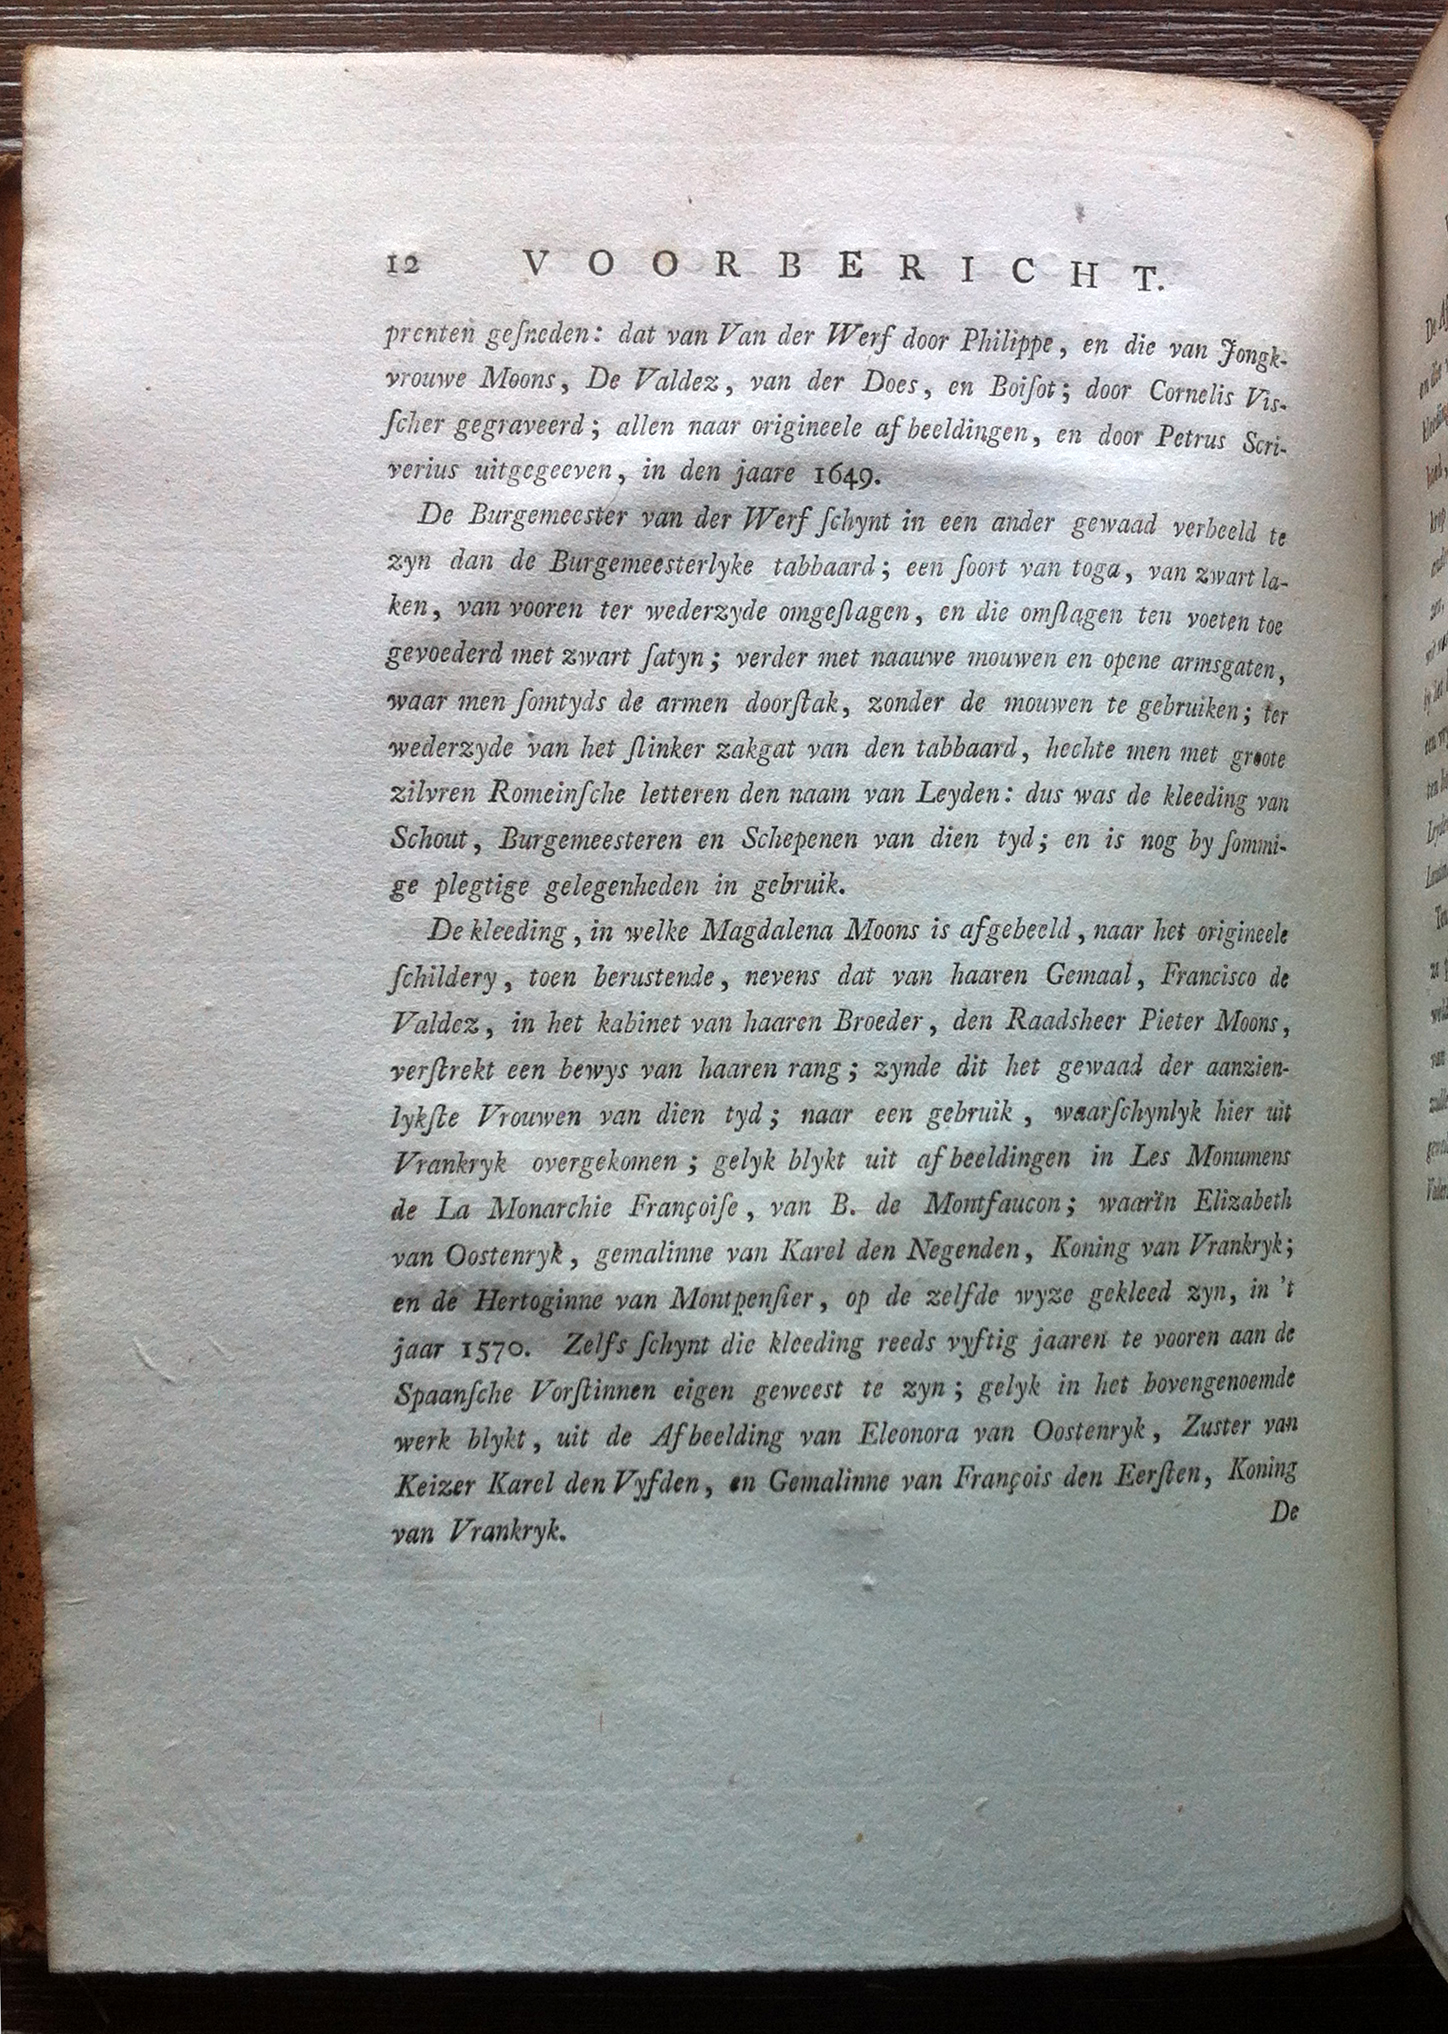 12 VOORBERICHT.
prenten geſneden: dat van Van der Werf door Philippe, en die van Jongk-
vrouwe Moons, De Valdez, van der Does, en Boiſot; door Cornelis Viſ-
ſcher gegraveerd; allen naar origineele afbeeldingen, en door Petrus Scri-
verius uitgegeeven, in den jaare 1649.
De Burgemeester van der Werf ſchynt in een ander gewaad verbeeld te
zyn dan de Burgemeesterlyke tabbaard; een ſoort van toga, van zwart la-
ken, van vooren ter wederzyde omgeſlagen, en die omſlagen ten voeten toe
gevoederd met zwart ſatyn; verder met naauwe mouwen en opene armsgaten,
waar men ſomtyds de armen doorſtak, zonder de mouwen te gebruiken; ter
wederzyde van het ſlinker zakgat van den tabbaard, hechte men met groote
zilvren Romeinſche letteren den naam van Leyden: dus was de kleeding van
Schout, Burgemeesteren en Schepenen van dien tyd; en is nog by ſommi-
ge plegtige gelegenheden in gebruik.
De kleeding, in welke Magdalena Moons is afgebeeld, naar het origineele
ſchildery, toen berustende, nevens dat van haaren Gemaal, Francisco de
Valdez, in het kabinet van haaren Broeder, den Raadsheer Pieter Moons,
verſtrekt een bewys van haaren rang; zynde dit het gewaad der aanzien-
lykſte Vrouwen van dien tyd; naar een gebruik, waarſchynlyk hier uit
Vrankryk overgekomen; gelyk blykt uit afbeeldingen in Les Monumens
de La Monarchie Françoiſe, van B. de Montfaucon; waarïn Elizabeth
van Oostenryk, gemalinne van Karel den Negenden, Koning van Vrankryk;
en de Hertoginne van Montpenſier, op de zelfde wyze gekleed zyn, in 't
jaar 1570. Zelfs ſchynt die kleeding reeds vyftig jaaren te vooren aan de
Spaanſche Vorſtinnen eigen geweest te zyn; gelyk in het bovengenoemde
werk blykt, uit de Afbeelding van Eleonora van Oostenryk, Zuster van
Keizer Karel den Vyfden, en Gemalinne van François den Eerſten, Koning
van Vrankryk.
De